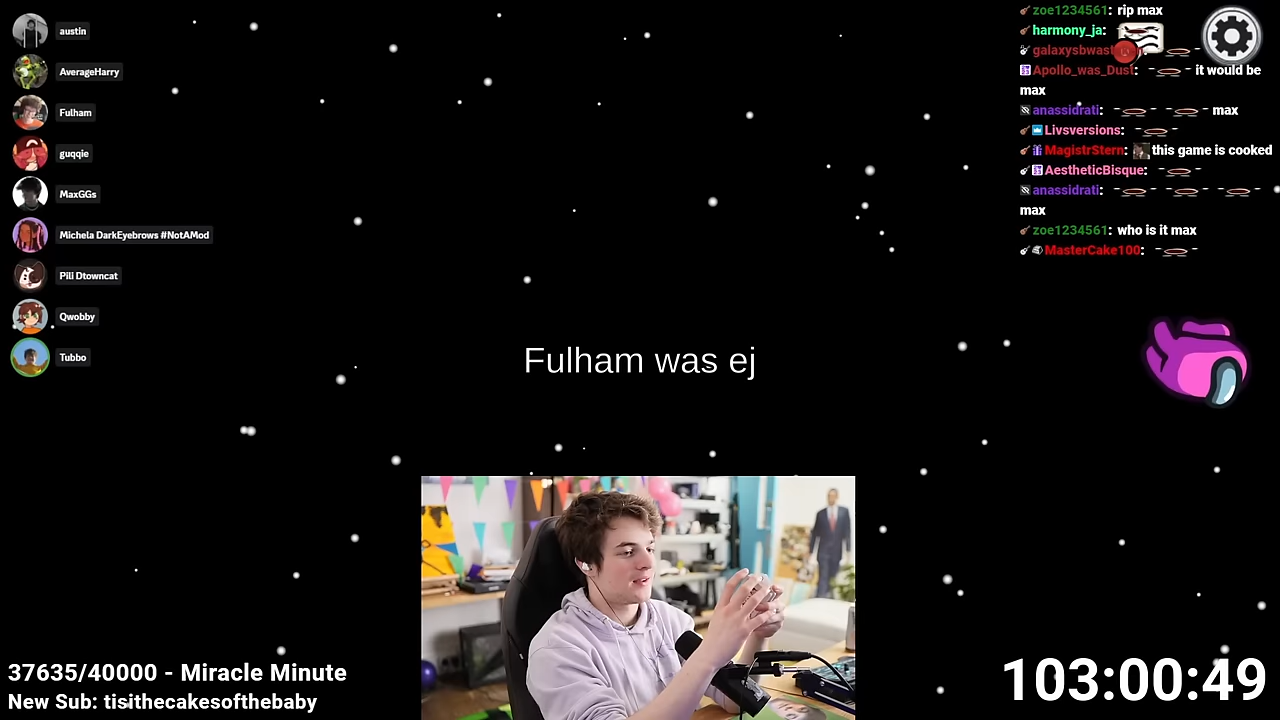 austin
AverageHarry
Fulham
guqqie
MaxGGs
Michela DarkEyebrows #NotAMod
Pili Dtowncat
Qwobby
Tubbo
zoe1234561: rip max
harmony_ja:
galaxysbwast
Apollo_was_Dust: it would be
max
anassidrati: max
Livsversions:
MagistrStern: this game is cooked
AestheticBisque:
anassidrati:
max
zoe1234561: who is it max
MasterCake100:
Fulham was ej
37635/40000 - Miracle Minute
New Sub: tisithecakesofthebaby
103:00:49